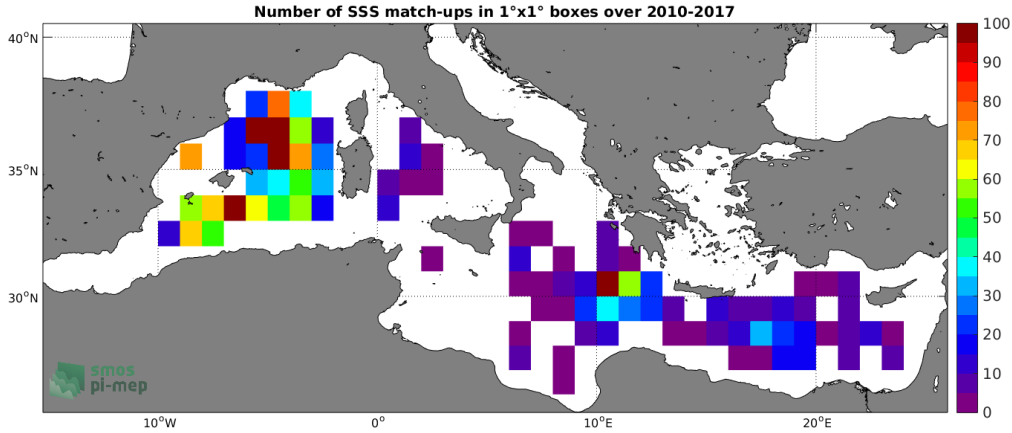 Number of SSS match-ups in 1°x1° boxes over 2010-2017
40°N
35°N
30°N
10°W
0°
10°E
20°E
100
90
80
70
60
50
40
30
20
10
0
smos
pi-mep